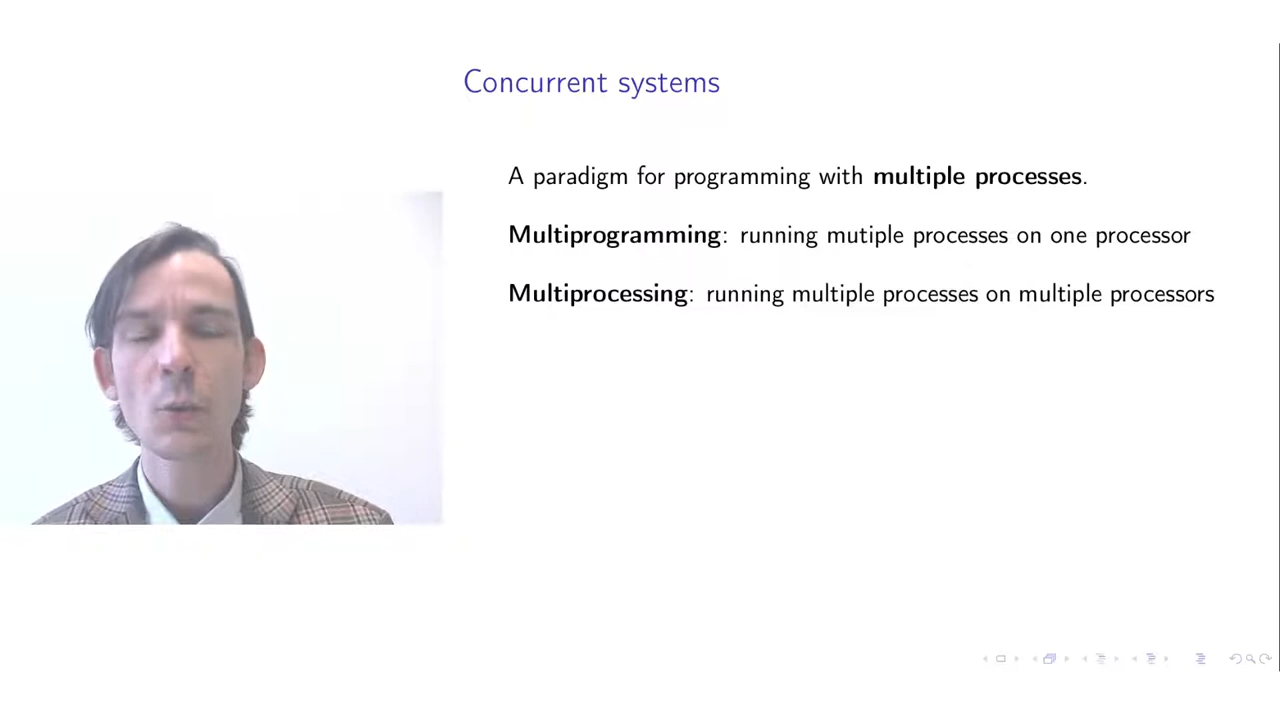 Concurrent systems
A paradigm for programming with multiple processes.
Multiprogramming: running mutiple processes on one processor
Multiprocessing: running multiple processes on multiple processors